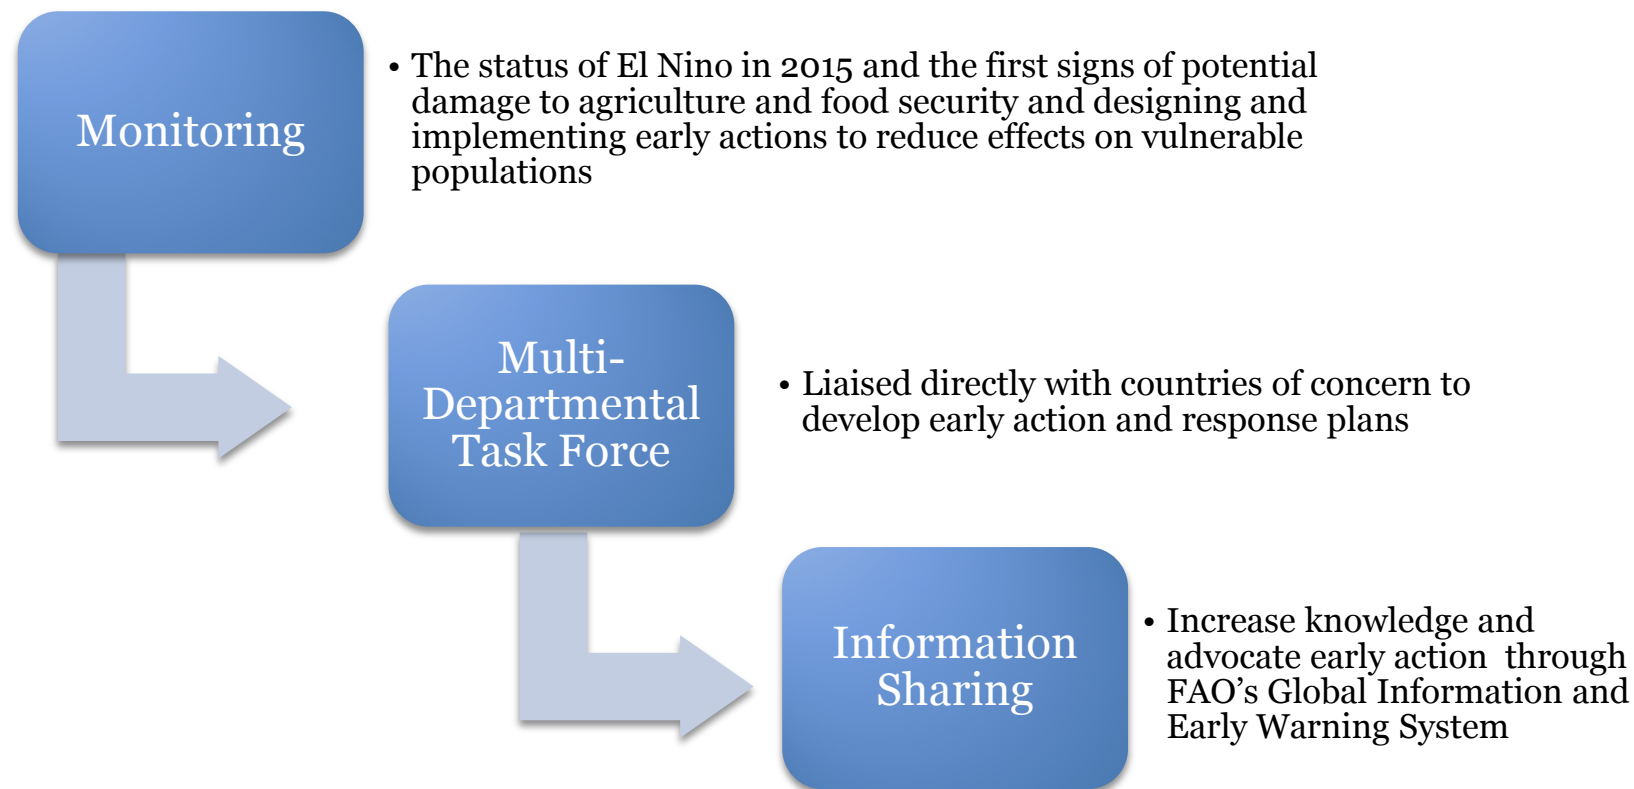 Monitoring
• The status of El Nino in 2015 and the first signs of potential
damage to agriculture and food security and designing and
implementing early actions to reduce effects on vulnerable
populations
Multi-
Departmental
Task Force
• Liaised directly with countries of concern to
develop early action and response plans
Information
Sharing
• Increase knowledge and
advocate early action  through
FAO’s Global Information and
Early Warning System